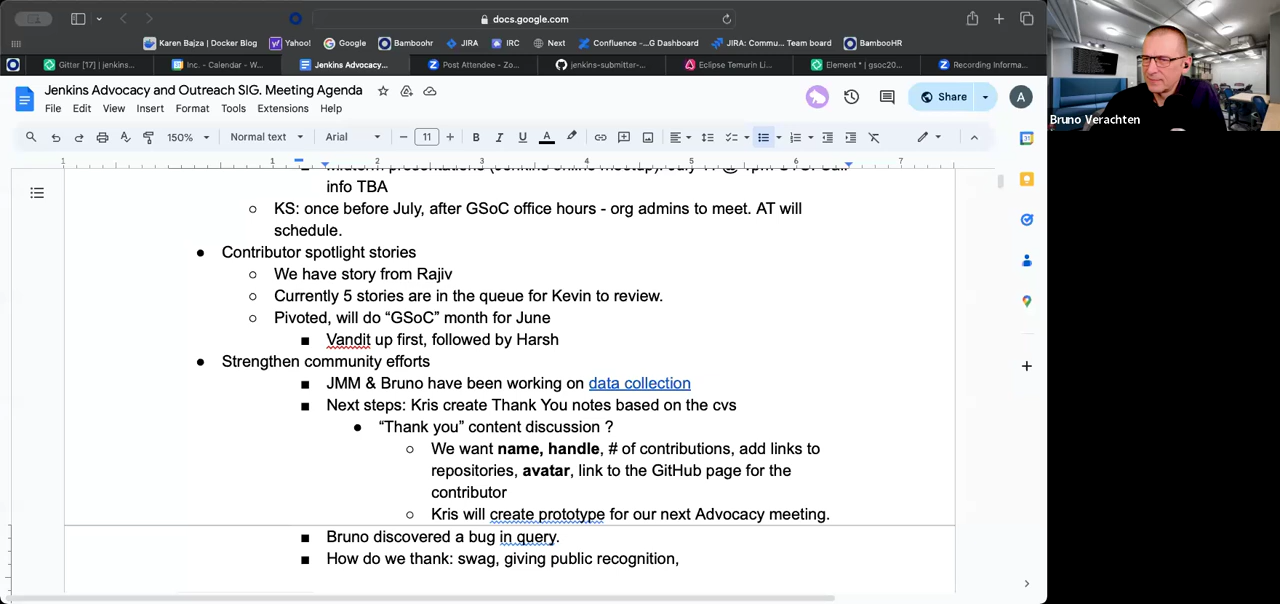 docs.google.com
Karen Bajza | Docker Blog
Yahoo!
Google
Bamboohr
JIRA
IRC
Next
Confluence ...G Dashboard
JIRA: Commu... Team board
BambooHR
Gitter [17] | jenkins...
Inc. - Calendar - W...
Jenkins Advocacy...
Post Attendee - Zo...
jenkins-submitter-...
Eclipse Temurin Li...
Element * | gsoc20...
Recording Informa...
Jenkins Advocacy and Outreach SIG. Meeting Agenda
File Edit View Insert Format Tools Extensions Help
Share
A
150% Normal text Arial 11 B I U A
1 1 2 3 4 5 6 7
info TBA
KS: once before July, after GSoC office hours - org admins to meet. AT will
schedule.
Contributor spotlight stories
We have story from Rajiv
Currently 5 stories are in the queue for Kevin to review.
Pivoted, will do “GSoC” month for June
Vandit up first, followed by Harsh
Strengthen community efforts
JMM & Bruno have been working on data collection
Next steps: Kris create Thank You notes based on the cvs
“Thank you” content discussion ?
We want name, handle, # of contributions, add links to
repositories, avatar, link to the GitHub page for the
contributor
Kris will create prototype for our next Advocacy meeting.
Bruno discovered a bug in query.
How do we thank: swag, giving public recognition,
Bruno Verachten